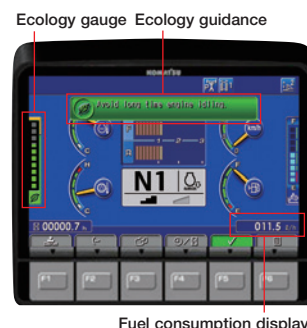 Ecology gauge Ecology guidance
KOMATSU
Avoid long time engine idling.
km/h
N1
00000.7
011.5
F1 F2 F3 F4 F5 F6
Fuel consumption display